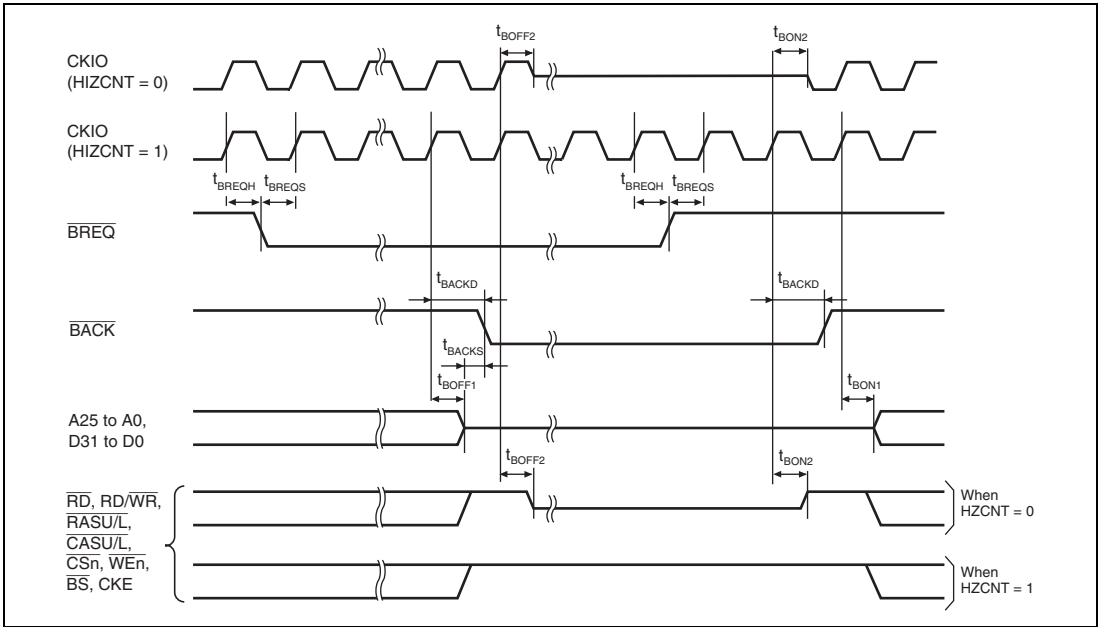 tBOFF2
tBON2
CKIO
(HIZCNT = 0)
CKIO
(HIZCNT = 1)
tBREQH
tBREQS
tBREQH
tBREQS
BREQ
tBACKD
tBACKD
BACK
tBACKS
tBOFF1
tBON1
A25 to A0,
D31 to D0
tBOFF2
tBON2
RD, RD/WR,
RASU/L,
CASU/L,
CSn, WEn,
BS, CKE
When
HZCNT = 0
When
HZCNT = 1